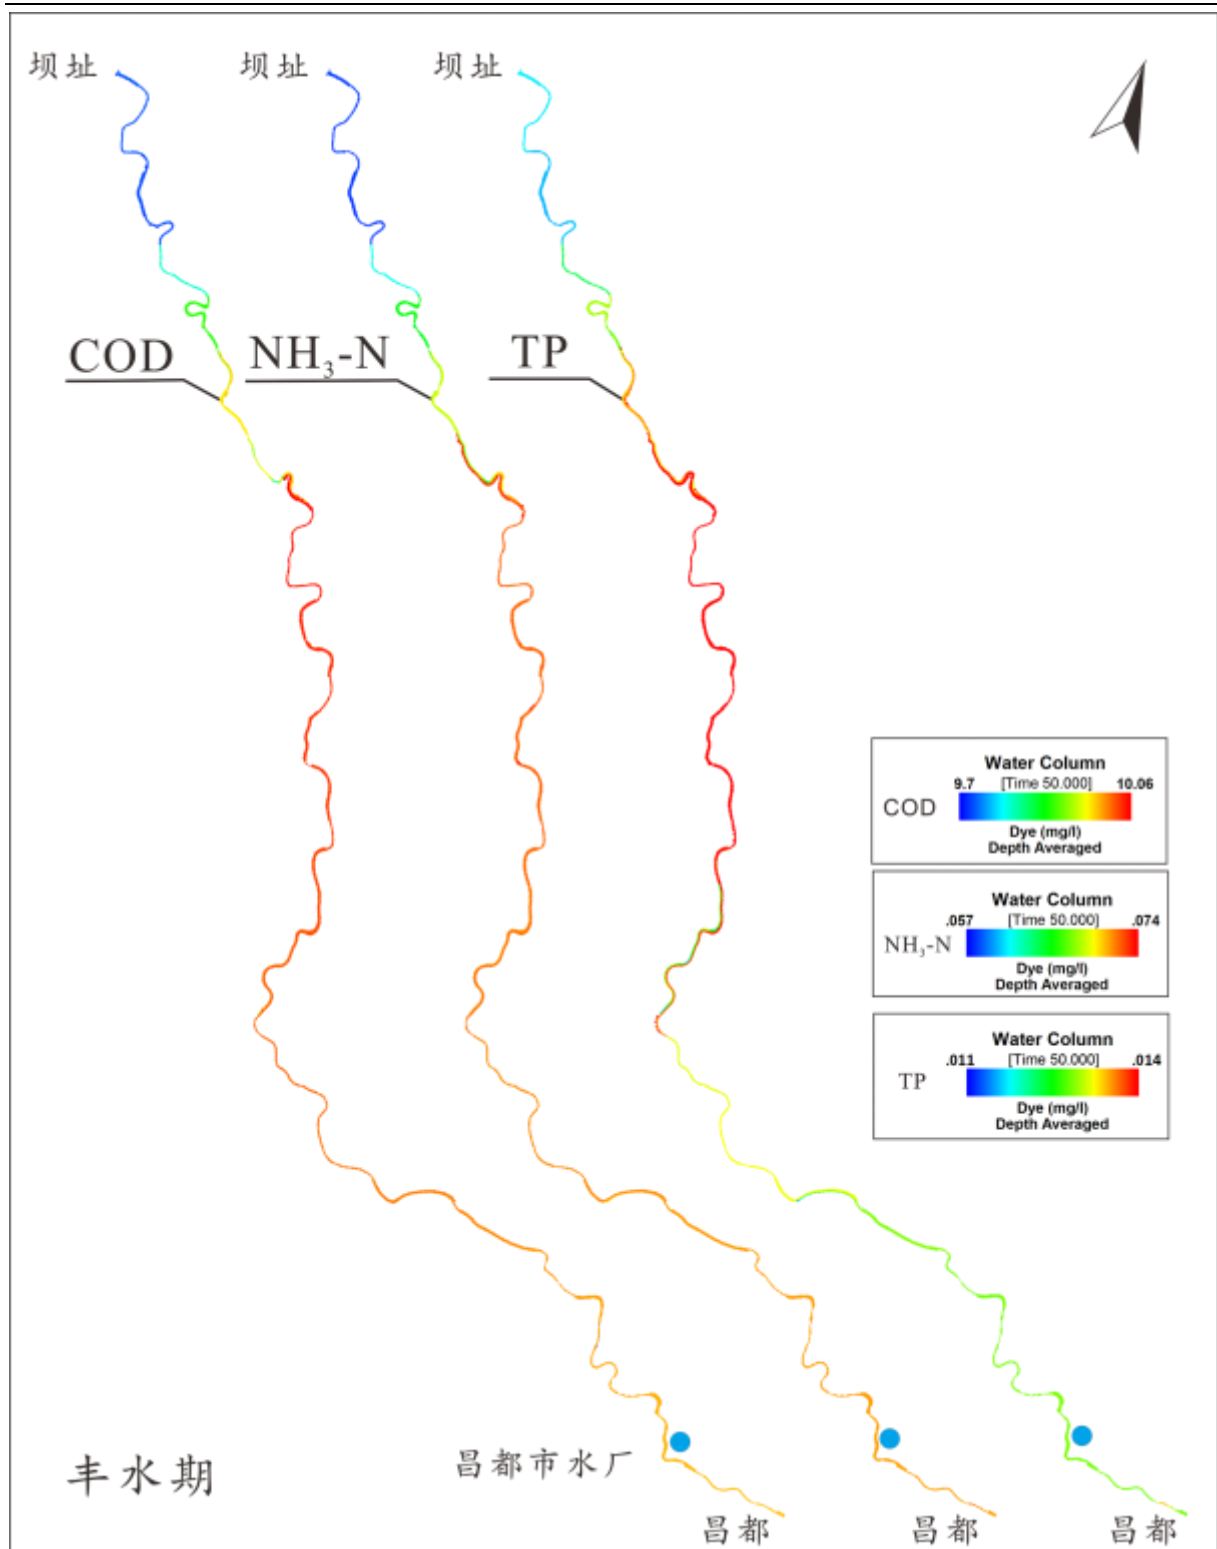 坝址
坝址
坝址
COD
NH₃-N
TP
Water Column
9.7 [Time 50.000] 10.06
COD
Dye (mg/l)
Depth Averaged
Water Column
.057 [Time 50.000] .074
NH₃-N
Dye (mg/l)
Depth Averaged
Water Column
.011 [Time 50.000] .014
TP
Dye (mg/l)
Depth Averaged
丰水期
昌都市水厂
昌都
昌都
昌都